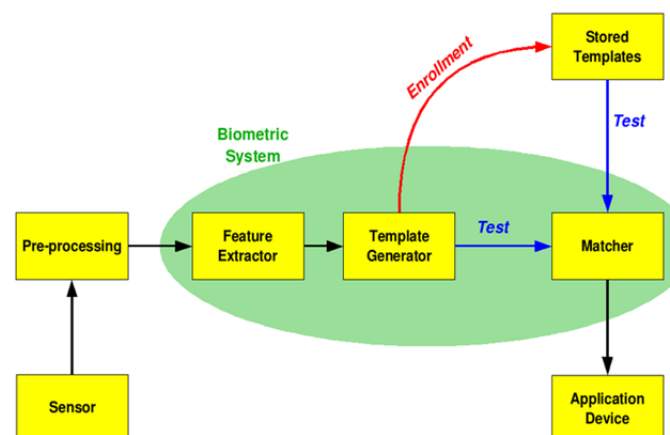 Stored
Templates
Enrollment
Test
Biometric
System
Pre-processing
Feature
Extractor
Template
Generator
Test
Matcher
Sensor
Application
Device